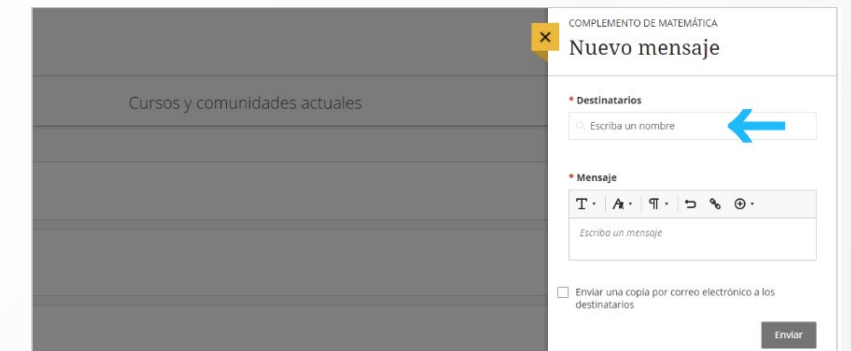 COMPLEMENTO DE MATEMÁTICA
Nuevo mensaje
Cursos y comunidades actuales
* Destinatarios
Escriba un nombre
* Mensaje
Escriba un mensaje
Enviar una copia por correo electrónico a los
destinatarios
Enviar